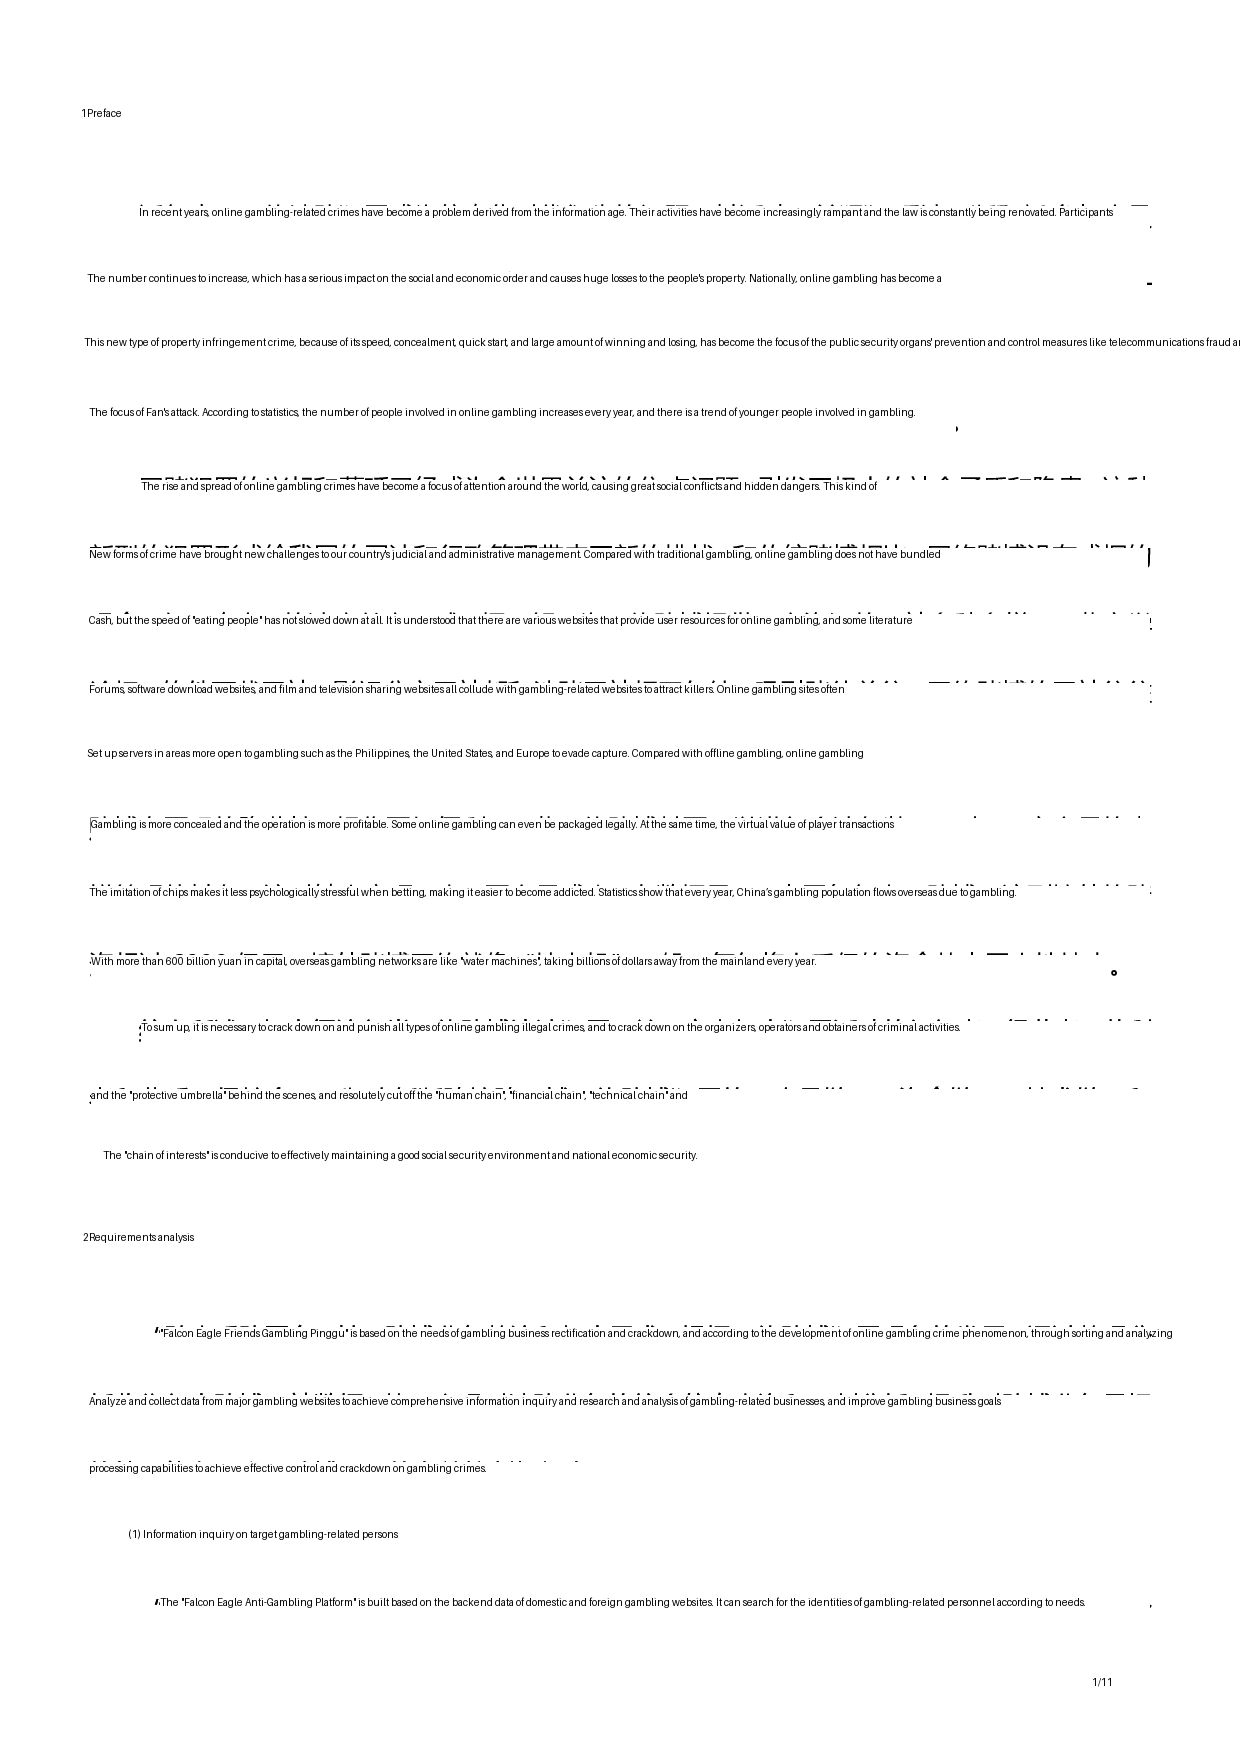 1Preface
In recent years, online gambling-related crimes have become a problem derived from the information age. Their activities have become increasingly rampant and the law is constantly being renovated. Participants
The number continues to increase, which has a serious impact on the social and economic order and causes huge losses to the people's property. Nationally, online gambling has become a
This new type of property infringement crime, because of its speed, concealment, quick start, and large amount of winning and losing, has become the focus of the public security organs' prevention and control measures like telecommunications fraud
The focus of Fan's attack. According to statistics, the number of people involved in online gambling increases every year, and there is a trend of younger people involved in gambling.
The rise and spread of online gambling crimes have become a focus of attention around the world, causing great social conflicts and hidden dangers. This kind of
New forms of crime have brought new challenges to our country's judicial and administrative management. Compared with traditional gambling, online gambling does not have bundled
Cash, but the speed of "eating people" has not slowed down at all. It is understood that there are various websites that provide user resources for online gambling, and some literature
Forums, software download websites, and film and television sharing websites all collude with gambling-related websites to attract killers. Online gambling sites often
Set up servers in areas more open to gambling such as the Philippines, the United States, and Europe to evade capture. Compared with offline gambling, online gambling
Gambling is more concealed and the operation is more profitable. Some online gambling can even be packaged legally. At the same time, the virtual value of player transactions
The imitation of chips makes it less psychologically stressful when betting, making it easier to become addicted. Statistics show that every year, China's gambling population flows overseas due to gambling.
With more than 600 billion yuan in capital, overseas gambling networks are like "water machines", taking billions of dollars away from the mainland every year.
To sum up, it is necessary to crack down on and punish all types of online gambling illegal crimes, and to crack down on the organizers, operators and obtainers of criminal activities.
and the "protective umbrella" behind the scenes, and resolutely cut off the "human chain", "financial chain", "technical chain" and
The "chain of interests" is conducive to effectively maintaining a good social security environment and national economic security.
2Requirements analysis
"Falcon Eagle Friends Gambling Pinggu" is based on the needs of gambling business rectification and crackdown, and according to the development of online gambling crime phenomenon, through sorting and analyzing
Analyze and collect data from major gambling websites to achieve comprehensive information inquiry and research and analysis of gambling-related businesses, and improve gambling business goals
processing capabilities to achieve effective control and crackdown on gambling crimes.
(1) Information inquiry on target gambling-related persons
The "Falcon Eagle Anti-Gambling Platform" is built based on the backend data of domestic and foreign gambling websites. It can search for the identities of gambling-related personnel according to needs.
1/11